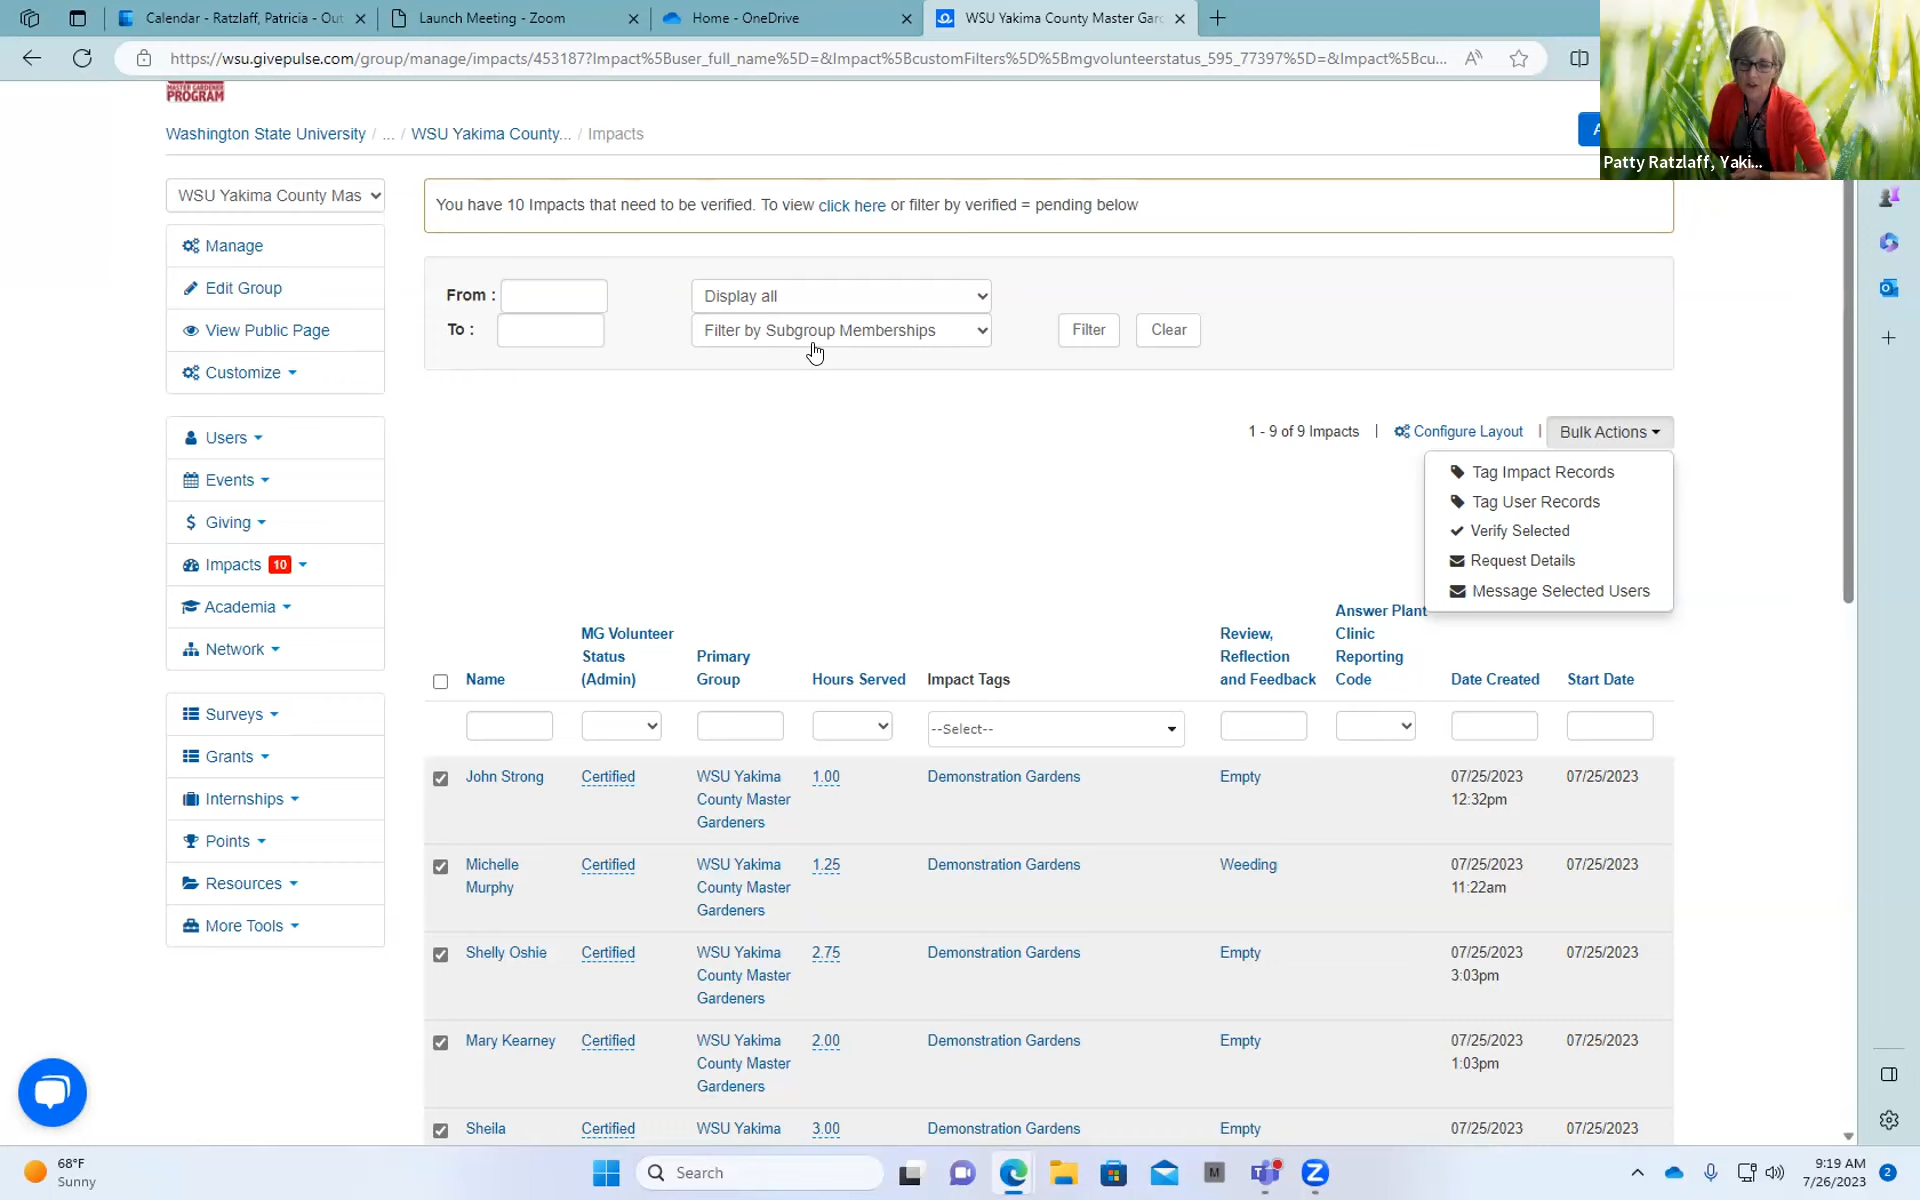 Calendar - Ratzlaff, Patricia - Out
Launch Meeting - Zoom
Home - OneDrive
WSU Yakima County Master Gard
https://wsu.givepulse.com/group/manage/impacts/453187?Impact%5Buser_full_name%5D=&Impact%5BcustomFilters%5D%5Bmgvolunteerstatus_595_77397%5D=&Impact%5Bcu...
Patty Ratzlaff, Yaki...
MASTER GARDENER
PROGRAM
Washington State University / ... / WSU Yakima County... / Impacts
A
WSU Yakima County Mas
Manage
Edit Group
View Public Page
Customize
Users
Events
Giving
Impacts 10
Academia
Network
Surveys
Grants
Internships
Points
Resources
More Tools
You have 10 Impacts that need to be verified. To view click here or filter by verified = pending below
From :
Display all
To :
Filter by Subgroup Memberships
Filter
Clear
1 - 9 of 9 Impacts | Configure Layout | Bulk Actions
Tag Impact Records
Tag User Records
Verify Selected
Request Details
Message Selected Users
Name
MG Volunteer
Status
(Admin)
Primary
Group
Hours Served
Impact Tags
Review,
Reflection
and Feedback
Answer Plant
Clinic
Reporting
Code
Date Created
Start Date
--Select--
John Strong
Certified
WSU Yakima
County Master
Gardeners
1.00
Demonstration Gardens
Empty
07/25/2023
12:32pm
07/25/2023
Michelle
Murphy
Certified
WSU Yakima
County Master
Gardeners
1.25
Demonstration Gardens
Weeding
07/25/2023
11:22am
07/25/2023
Shelly Oshie
Certified
WSU Yakima
County Master
Gardeners
2.75
Demonstration Gardens
Empty
07/25/2023
3:03pm
07/25/2023
Mary Kearney
Certified
WSU Yakima
County Master
Gardeners
2.00
Demonstration Gardens
Empty
07/25/2023
1:03pm
07/25/2023
Sheila
Certified
WSU Yakima
3.00
Demonstration Gardens
Empty
07/25/2023
07/25/2023
68°F
Sunny
Search
M
9:19 AM
7/26/2023
2